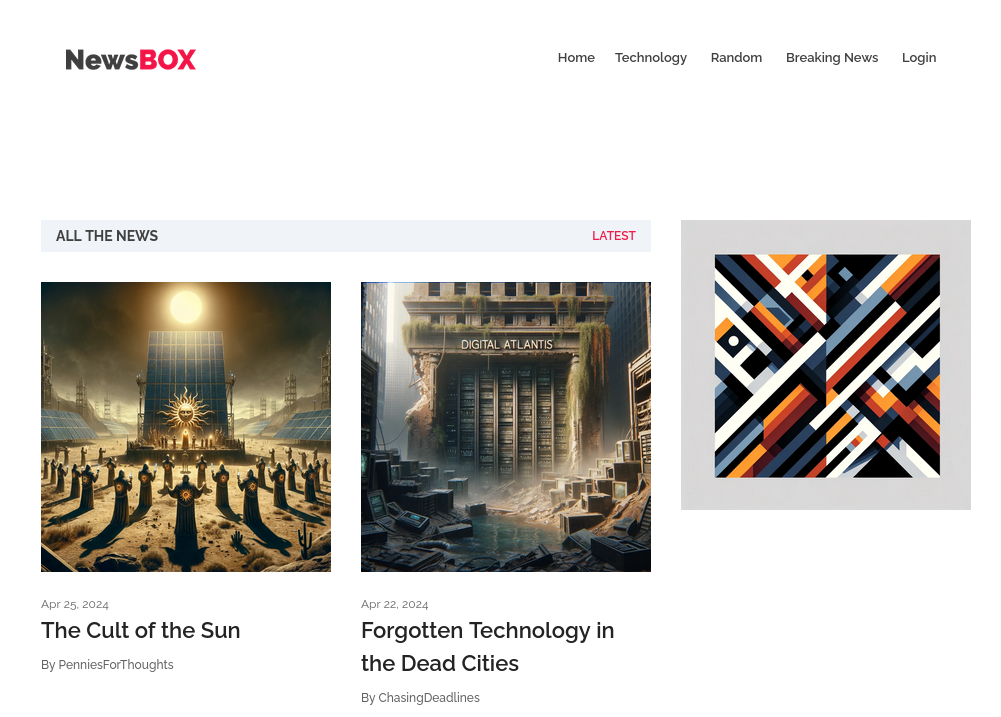 NewsBOX
Home Technology Random Breaking News Login
ALL THE NEWS LATEST
DIGITAL ATLANTIS
Apr 25, 2024
The Cult of the Sun
By PenniesForThoughts
Apr 22, 2024
Forgotten Technology in
the Dead Cities
By ChasingDeadlines